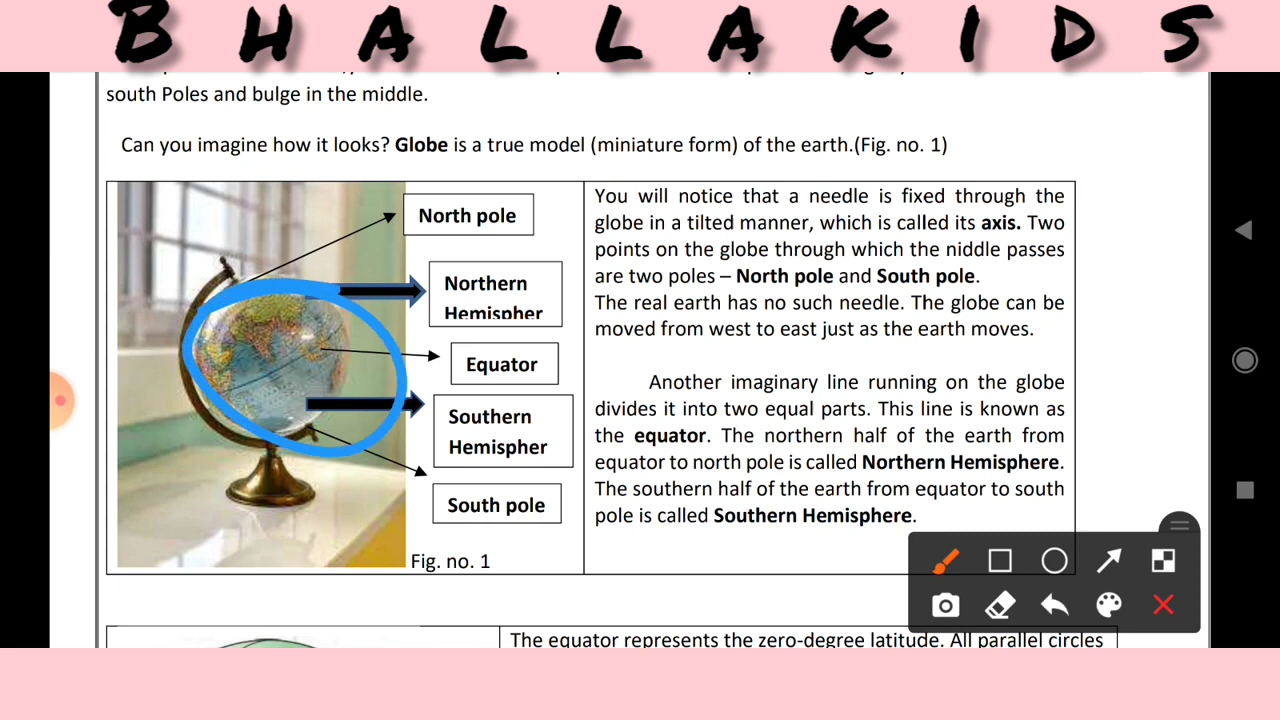 BHALLAKIDS
south Poles and bulge in the middle.
Can you imagine how it looks? Globe is a true model (miniature form) of the earth.(Fig. no. 1)
North pole
Northern
Hemispher
Equator
Southern
Hemispher
South pole
Fig. no. 1
You will notice that a needle is fixed through the
globe in a tilted manner, which is called its axis. Two
points on the globe through which the niddle passes
are two poles – North pole and South pole.
The real earth has no such needle. The globe can be
moved from west to east just as the earth moves.
Another imaginary line running on the globe
divides it into two equal parts. This line is known as
the equator. The northern half of the earth from
equator to north pole is called Northern Hemisphere.
The southern half of the earth from equator to south
pole is called Southern Hemisphere.
The equator represents the zero-degree latitude. All parallel circles